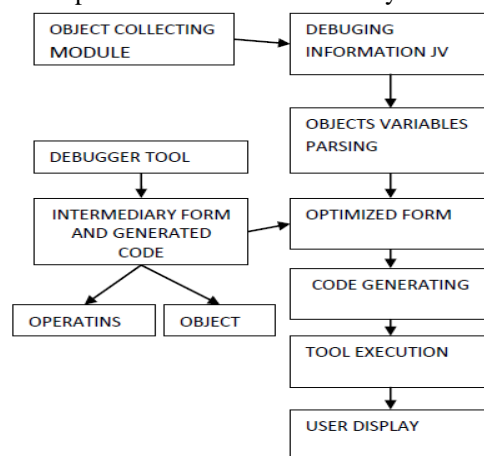 OBJECT COLLECTING
MODULE
DEBUGING
INFORMATION JV
OBJECTS VARIABLES
PARSING
DEBUGGER TOOL
INTERMEDIARY FORM
AND GENERATED
CODE
OPTIMIZED FORM
CODE GENERATING
OPERATINS
OBJECT
TOOL EXECUTION
USER DISPLAY